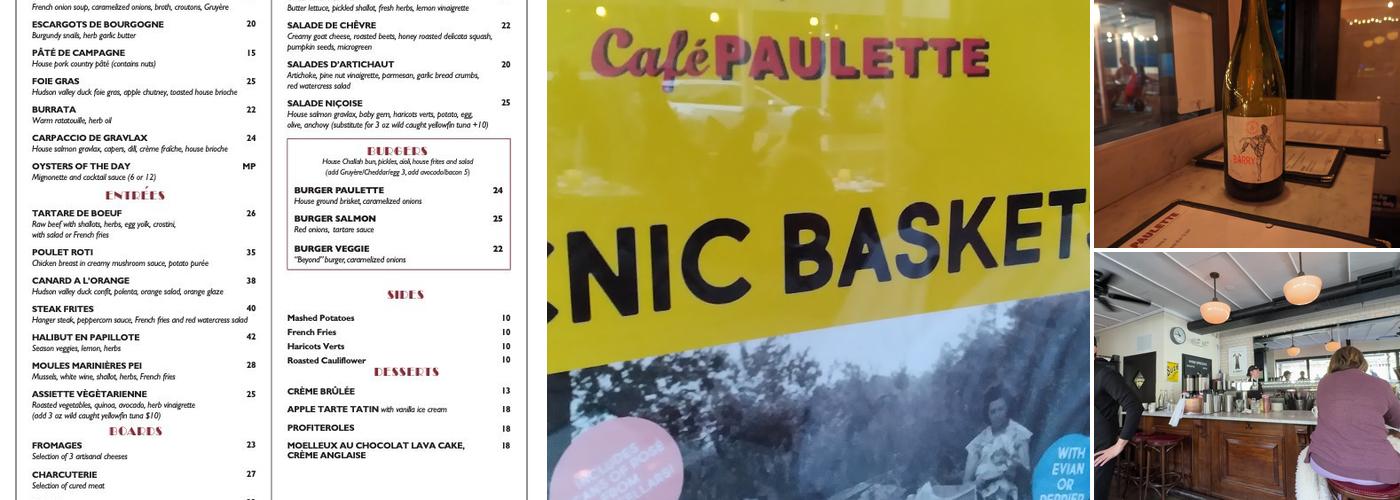 French onion soup, caramelized onions, broth, croutons, Gruyère
ESCARGOTS DE BOURGOGNE 20
Burgundy snails, herb garlic butter
PÂTÉ DE CAMPAGNE 15
House pork country pâté (contains nuts)
FOIE GRAS 25
Hudson valley duck foie gras, apple chutney, toasted house brioche
BURRATA 22
Warm ratatouille, herb oil
CARPACCIO DE GRAVLAX 24
House salmon gravlax, capers, dill, crème fraîche, house brioche
OYSTERS OF THE DAY MP
Mignonette and cocktail sauce (6 or 12)
ENTRÉES
TARTARE DE BOEUF 26
Raw beef with shallots, herbs, egg yolk, crostini,
with salad or French fries
POULET ROTI 35
Chicken breast in creamy mushroom sauce, potato purée
CANARD A L'ORANGE 38
Hudson valley duck confit, polenta, orange salad, orange glaze
STEAK FRITES 40
Hanger steak, peppercorn sauce, French fries and red watercress salad
HALIBUT EN PAPILLOTE 42
Season veggies, lemon, herbs
MOULES MARINIÈRES PEI 28
Mussels, white wine, shallot, herbs, French fries
ASSIETTE VÈGÈTARIENNE 25
Roasted vegetables, quinoa, avocado, herb vinaigrette
(add 3 oz wild caught yellowfin tuna $10)
BOARDS
FROMAGES 23
Selection of 3 artisanal cheeses
CHARCUTERIE 27
Selection of cured meat
Butter lettuce, pickled shallot, fresh herbs, lemon vinaigrette
SALADE DE CHÊVRE 22
Creamy goat cheese, roasted beets, honey roasted delicata squash,
pumpkin seeds, microgreen
SALADES D'ARTICHAUT 20
Artichoke, pine nut vinaigrette, parmesan, garlic bread crumbs,
red watercress salad
SALADE NIÇOISE 25
House salmon gravlax, baby gem, haricots verts, potato, egg,
olive, anchovy (substitute for 3 oz wild caught yellowfin tuna +10)
BURGERS
House Challah bun, pickles, aioli, house frites and salad
(add Gruyère/Cheddar/egg 3, add avocado/bacon 5)
BURGER PAULETTE 24
House ground brisket, caramelized onions
BURGER SALMON 25
Red onions, tartare sauce
BURGER VEGGIE 22
"Beyond" burger, caramelized onions
SIDES
Mashed Potatoes 10
French Fries 10
Haricots Verts 10
Roasted Cauliflower 10
DESSERTS
CRÈME BRÛLÉE 13
APPLE TARTE TATIN with vanilla ice cream 18
PROFITEROLES 18
MOELLEUX AU CHOCOLAT LAVA CAKE, 18
CRÈME ANGLAISE
Café PAULETTE
NIC BASKETS
INCLUDES
OF ROSÉ
WITH
EVIAN
OR
BARRY
PAULETTE